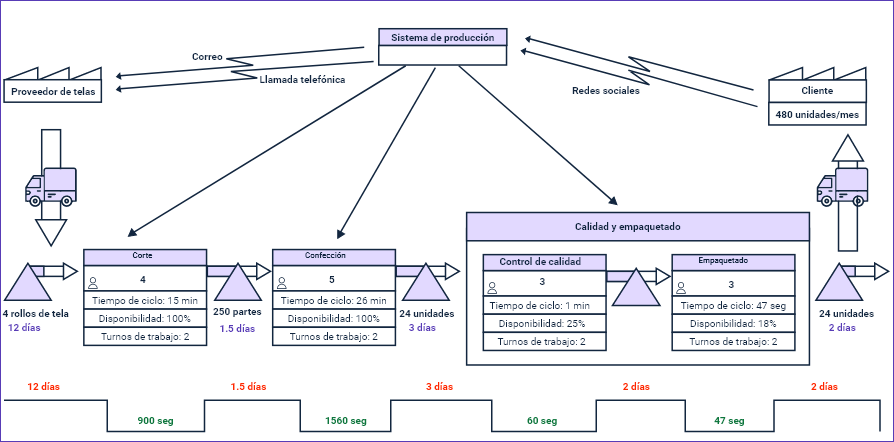 Sistema de producción
Correo
Llamada telefónica
Redes sociales
Proveedor de telas
Cliente
480 unidades/mes
Calidad y empaquetado
Corte
4
Tiempo de ciclo: 15 min
Disponibilidad: 100%
Turnos de trabajo: 2
Confección
5
Tiempo de ciclo: 26 min
Disponibilidad: 100%
Turnos de trabajo: 2
Control de calidad
3
Tiempo de ciclo: 1 min
Disponibilidad: 25%
Turnos de trabajo: 2
Empaquetado
3
Tiempo de ciclo: 47 seg
Disponibilidad: 18%
Turnos de trabajo: 2
4 rollos de tela
12 días
250 partes
1.5 días
24 unidades
3 días
24 unidades
2 días
12 días
1.5 días
3 días
2 días
2 días
900 seg
1560 seg
60 seg
47 seg